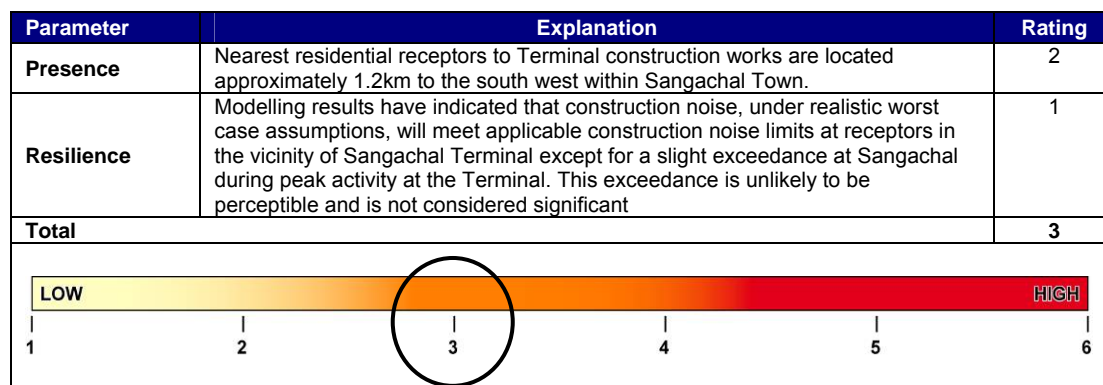 Parameter Explanation Rating
Presence
Nearest residential receptors to Terminal construction works are located
approximately 1.2km to the south west within Sangachal Town.
2
Resilience
Modelling results have indicated that construction noise, under realistic worst
case assumptions, will meet applicable construction noise limits at receptors in
the vicinity of Sangachal Terminal except for a slight exceedance at Sangachal
during peak activity at the Terminal. This exceedance is unlikely to be
perceptible and is not considered significant
1
Total 3
LOW HIGH
1 2 3 4 5 6